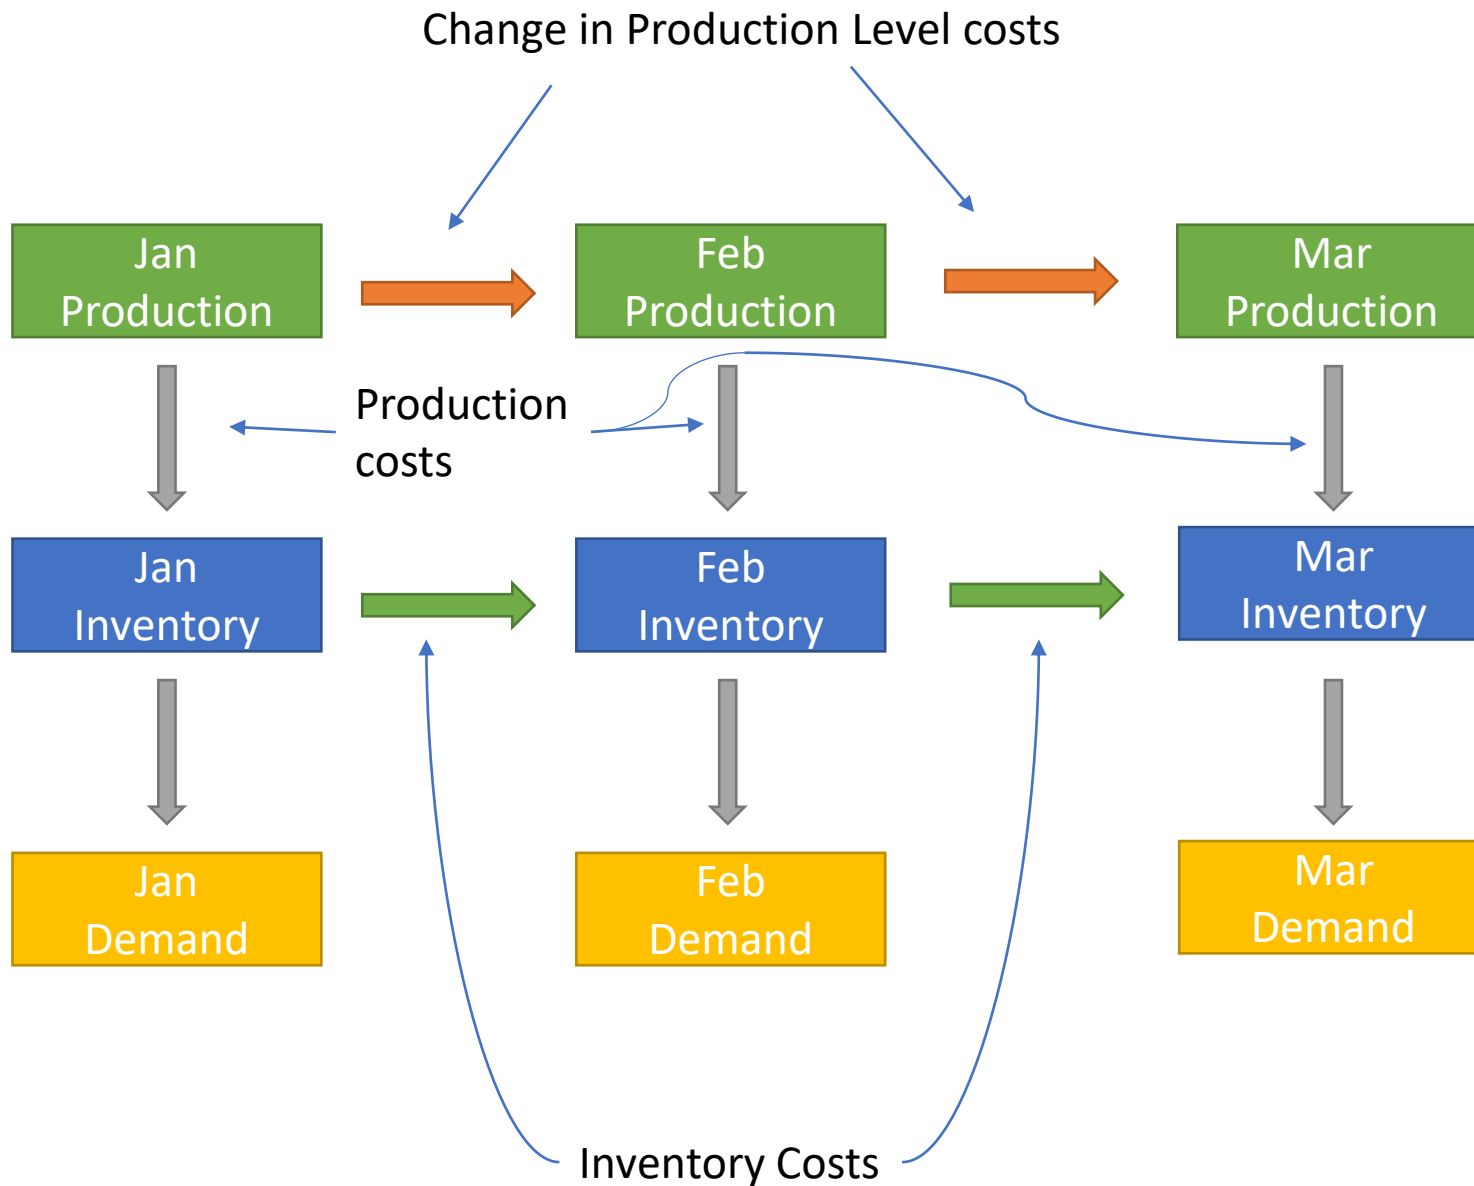 Change in Production Level costs
Jan
Production
Feb
Production
Mar
Production
Production
costs
Jan
Inventory
Feb
Inventory
Mar
Inventory
Jan
Demand
Feb
Demand
Mar
Demand
Inventory Costs